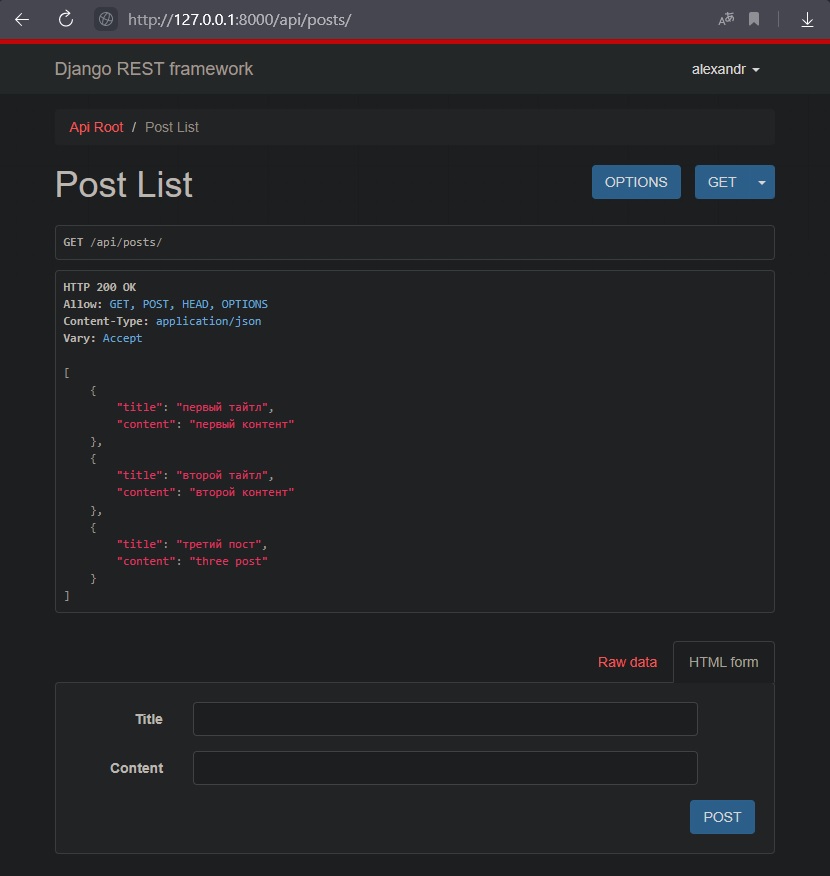 http://127.0.0.1:8000/api/posts/
Django REST framework
alexandr
Api Root / Post List
Post List
OPTIONS
GET
GET /api/posts/
HTTP 200 OK
Allow: GET, POST, HEAD, OPTIONS
Content-Type: application/json
Vary: Accept
[
    {
        "title": "первый тайтл",
        "content": "первый контент"
    },
    {
        "title": "второй тайтл",
        "content": "второй контент"
    },
    {
        "title": "третий пост",
        "content": "three post"
    }
]
Raw data
HTML form
Title
Content
POST